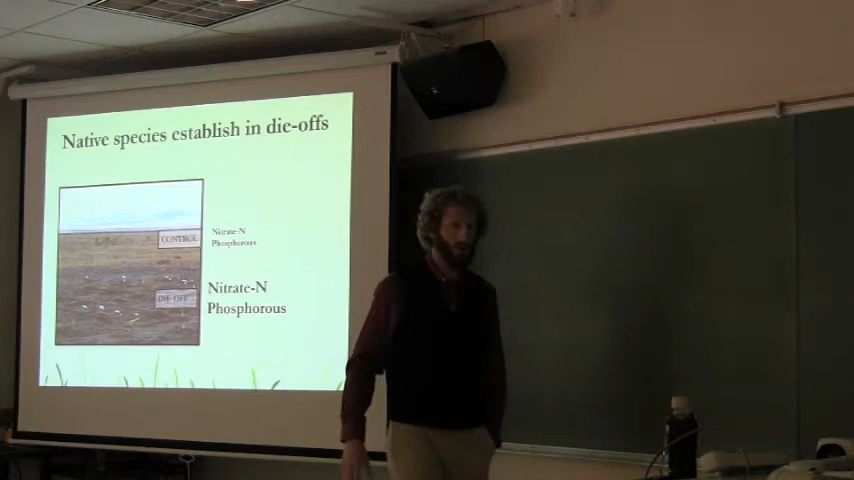 Native species establish in die-offs
CONTROL
Nitrate-N
Phosphorous
DIE-OFF
Nitrate-N
Phosphorous